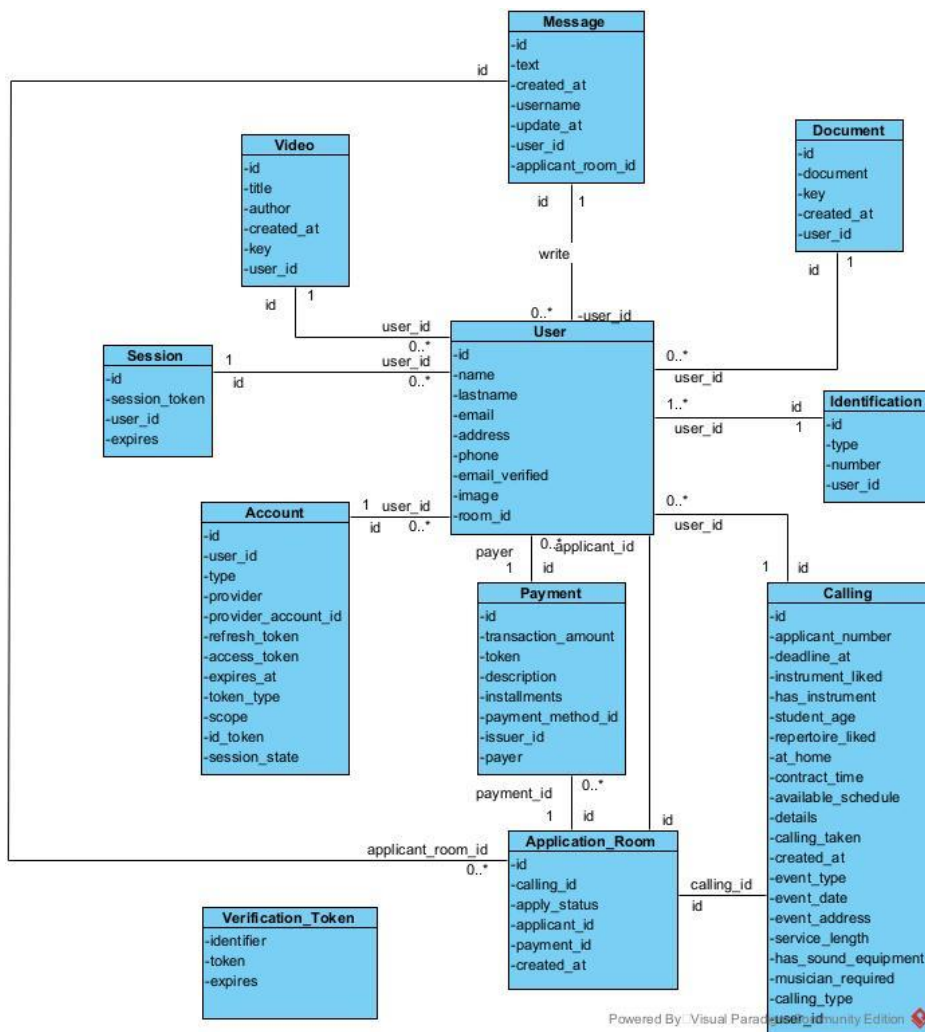 Message
-id
-text
-created_at
-username
-update_at
-user_id
-applicant_room_id
id
Video
-id
-title
-author
-created_at
-key
-user_id
Document
-id
-document
-key
-created_at
-user_id
id 1
write
id 1
id 1
user_id
0..*
0..* -user_id
User
-id
-name
-lastname
-email
-address
-phone
-email_verified
-image
-room_id
Session
-id
-session_token
-user_id
-expires
1
id
user_id
0..*
0..*
user_id
1..*
user_id
id
1
Identification
-id
-type
-number
-user_id
Account
-id
-user_id
-type
-provider
-provider_account_id
-refresh_token
-access_token
-expires_at
-token_type
-scope
-id_token
-session_state
1 user_id
id 0..*
0..*
user_id
payer 0..* applicant_id
1 id
1 id
Payment
-id
-transaction_amount
-token
-description
-installments
-payment_method_id
-issuer_id
-payer
Calling
-id
-applicant_number
-deadline_at
-instrument_liked
-has_instrument
-student_age
-repertoire_liked
-at_home
-contract_time
-available_schedule
-details
-calling_taken
-created_at
-event_type
-event_date
-event_address
-service_length
-has_sound_equipment
-musician_required
-calling_type
-user_id
payment_id 0..*
1 id
id
applicant_room_id
0..*
Application_Room
-id
-calling_id
-apply_status
-applicant_id
-payment_id
-created_at
calling_id
id
Verification_Token
-identifier
-token
-expires
Powered By Visual Paradigm Community Edition